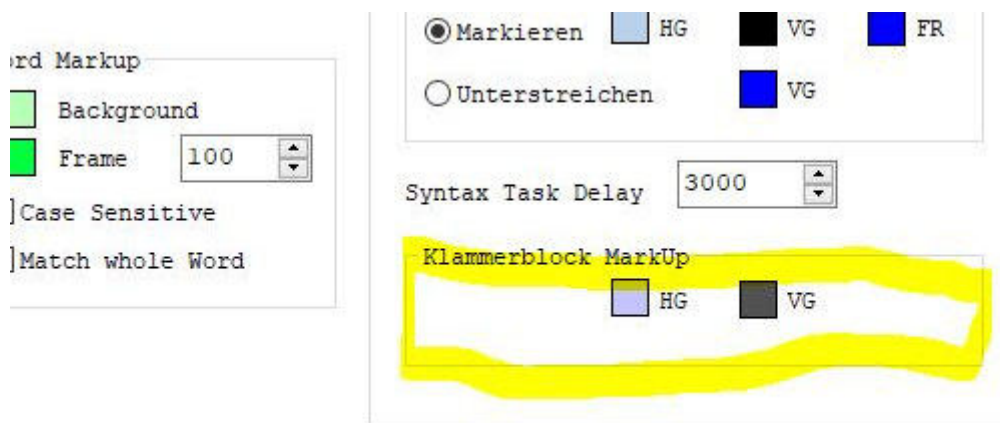 Markieren HG VG FR
Unterstreichen VG
Word Markup
Background
Frame 100
Case Sensitive
Match whole Word
Syntax Task Delay 3000
Klammerblock MarkUp
HG VG